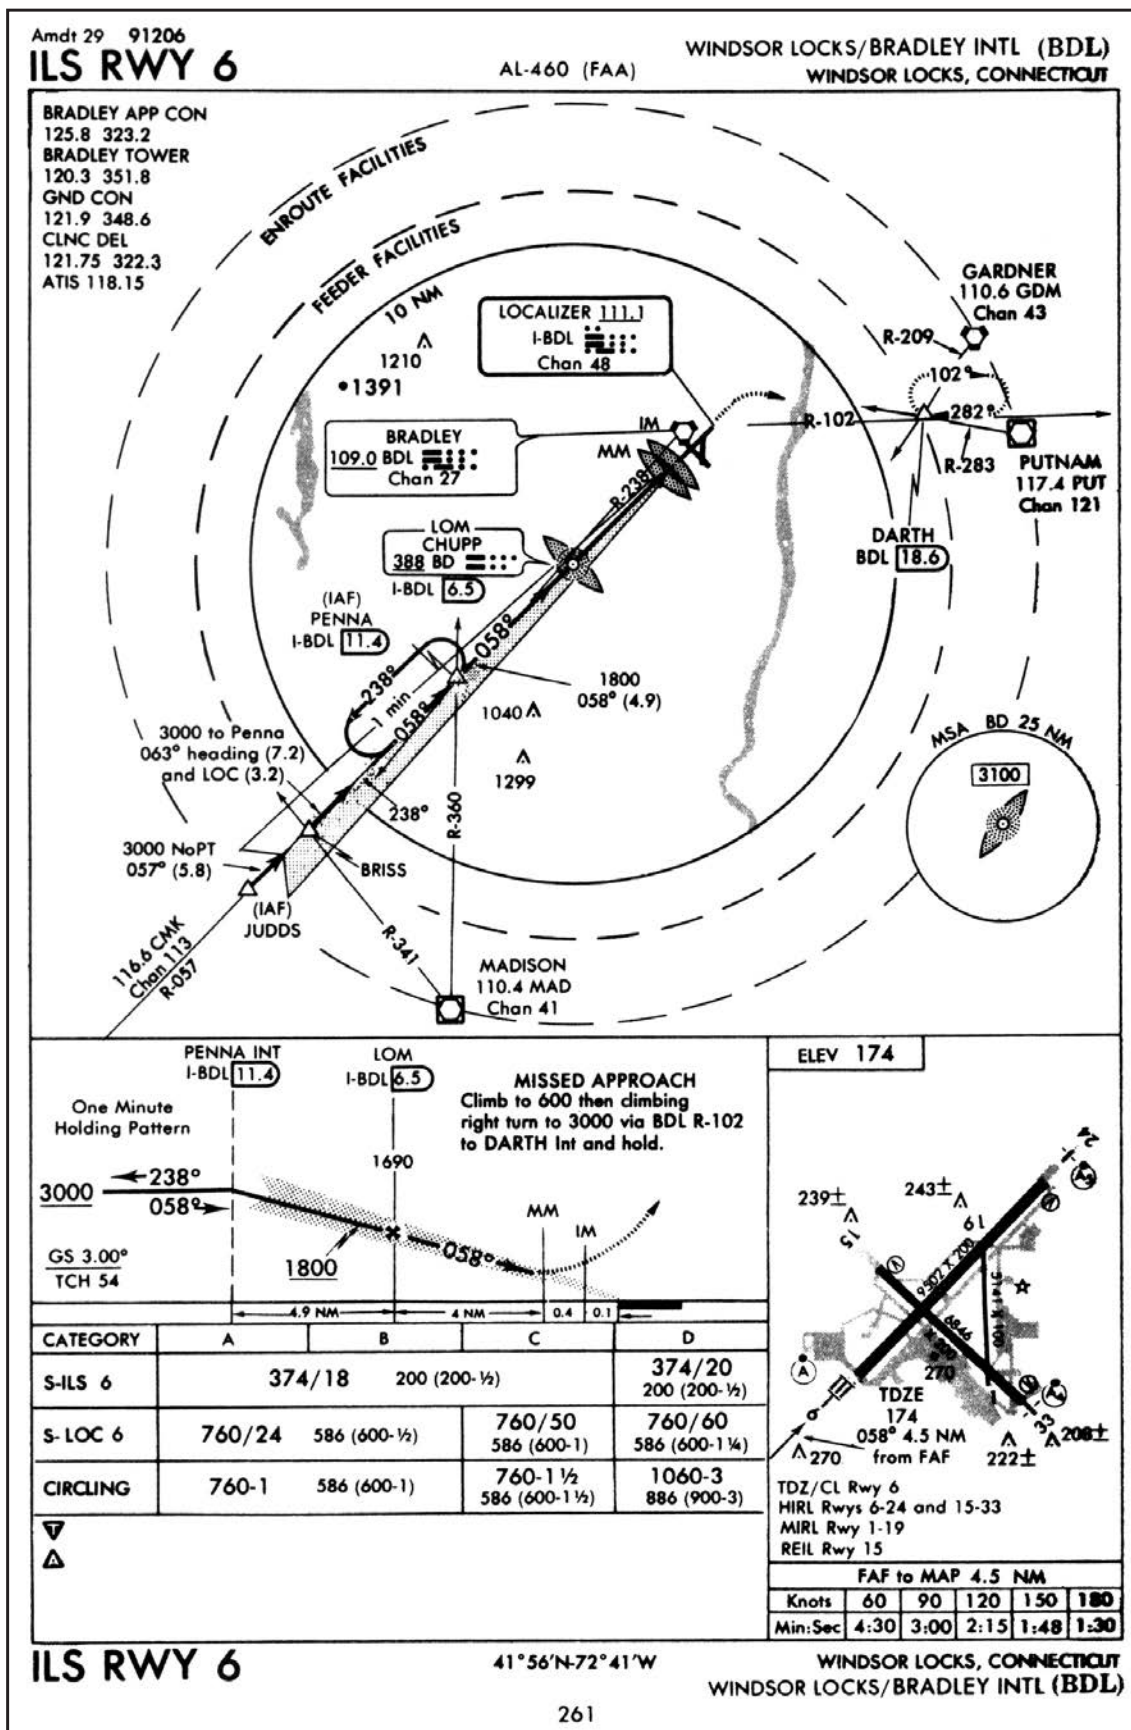 Amdt 29 91206
ILS RWY 6
AL-460 (FAA)
WINDSOR LOCKS/BRADLEY INTL (BDL)
WINDSOR LOCKS, CONNECTICUT
BRADLEY APP CON
125.8 323.2
BRADLEY TOWER
120.3 351.8
GND CON
121.9 348.6
CLNC DEL
121.75 322.3
ATIS 118.15
ENROUTE FACILITIES
FEEDER FACILITIES
10 NM
1210
1391
LOCALIZER 111.1
I-BDL
Chan 48
GARDNER
110.6 GDM
Chan 43
R-209
102°
282°
R-102
R-283
PUTNAM
117.4 PUT
Chan 121
DARTH
BDL 18.6
BRADLEY
109.0 BDL
Chan 27
IM
MM
R-238
LOM
CHUPP
388 BD
I-BDL 6.5
(IAF)
PENNA
I-BDL 11.4
058°
238°
1 min
058°
1800
058° (4.9)
1040
1299
3000 to Penna
063° heading (7.2)
and LOC (3.2)
238°
R-360
3000 NoPT
057° (5.8)
BRISS
(IAF)
JUDDS
R-341
116.6 CMK
Chan 113
R-057
MADISON
110.4 MAD
Chan 41
MSA BD 25 NM
3100
PENNA INT
I-BDL 11.4
LOM
I-BDL 6.5
MISSED APPROACH
Climb to 600 then climbing
right turn to 3000 via BDL R-102
to DARTH Int and hold.
One Minute
Holding Pattern
1690
3000
238°
058°
MM
IM
058°
GS 3.00°
TCH 54
1800
4.9 NM 4 NM 0.4 0.1
CATEGORY A B C D
S-ILS 6 374/18 200 (200-½) 374/20
200 (200-½)
S-LOC 6 760/24 586 (600-½) 760/50 760/60
586 (600-1) 586 (600-1¼)
CIRCLING 760-1 586 (600-1) 760-1½ 1060-3
586 (600-1½) 886 (900-3)
T
A
ELEV 174
24
A5
239±
243±
15
19
9502 X 200
5141 X 100
6846 X 200
270
V
A
TDZE
174
1
6
33
A4
058° 4.5 NM
from FAF
270
222±
208±
TDZ/CL Rwy 6
HIRL Rwys 6-24 and 15-33
MIRL Rwy 1-19
REIL Rwy 15
FAF to MAP 4.5 NM
Knots 60 90 120 150 180
Min:Sec 4:30 3:00 2:15 1:48 1:30
ILS RWY 6
41°56'N-72°41'W
WINDSOR LOCKS, CONNECTICUT
WINDSOR LOCKS/BRADLEY INTL (BDL)
261